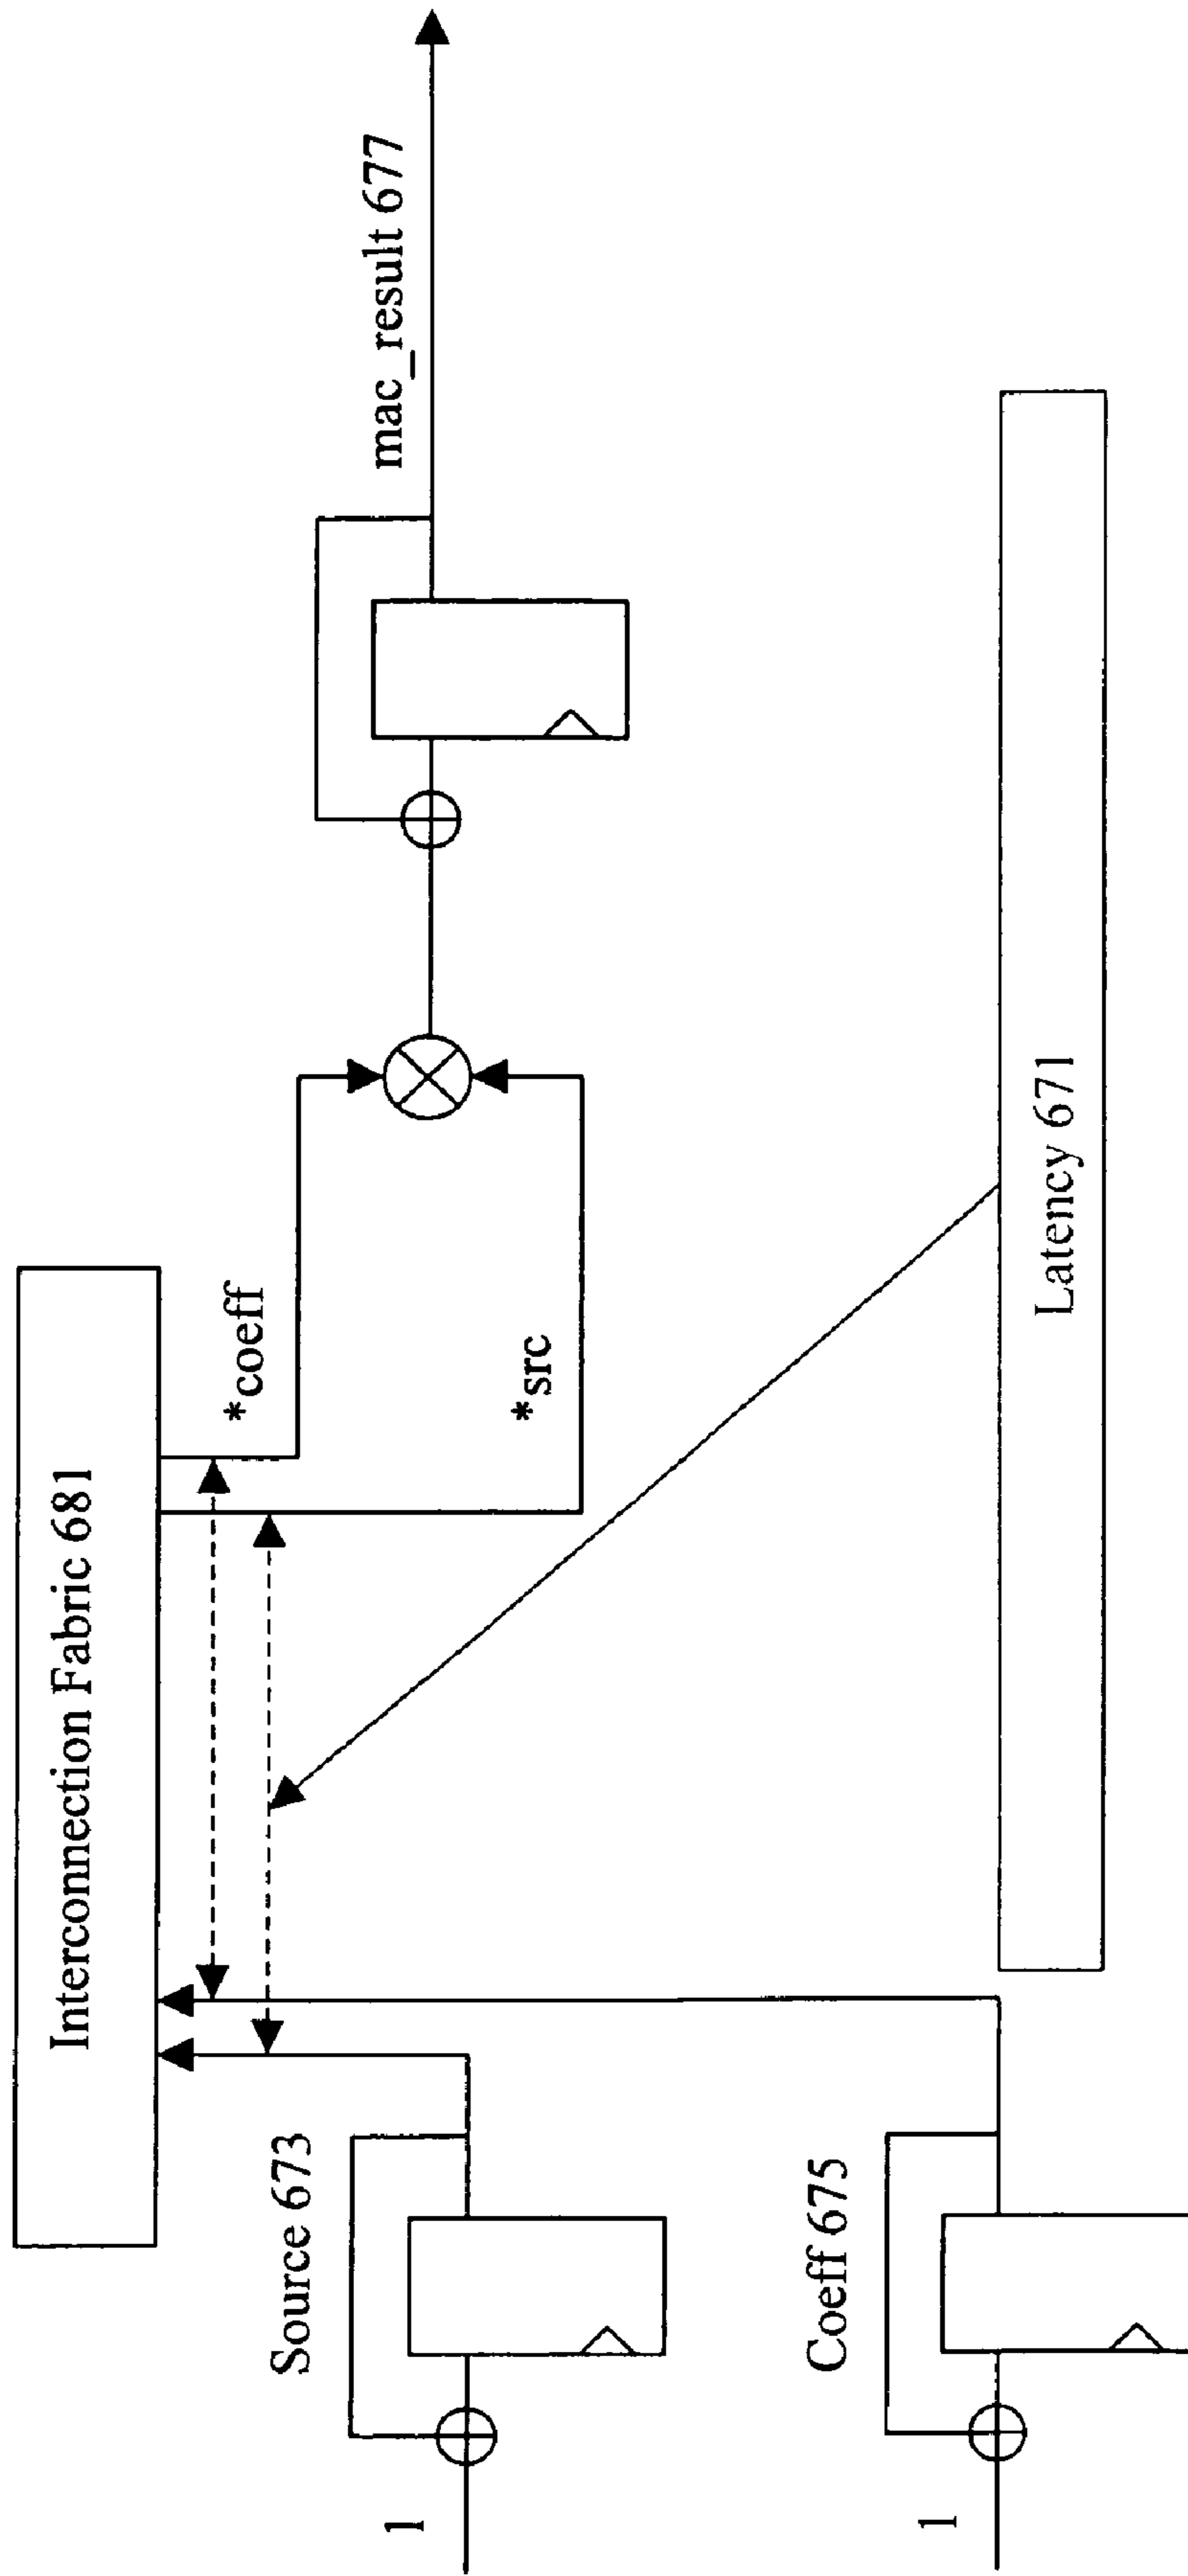 Interconnection Fabric 681
*coeff
*src
mac_result 677
Source 673
1
Coeff 675
1
Latency 671